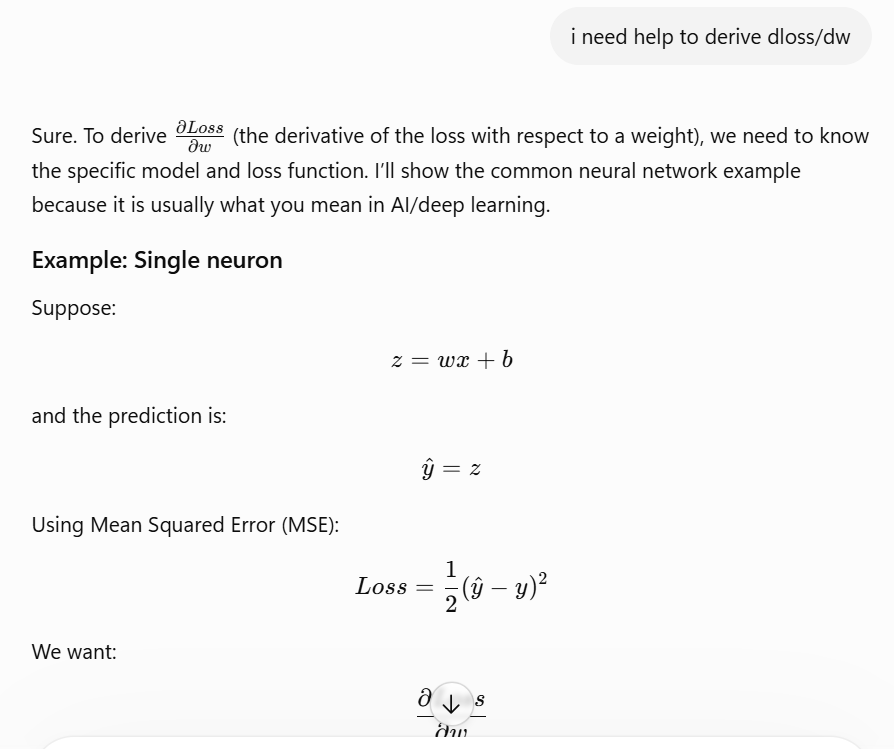 i need help to derive dloss/dw
Sure. To derive ∂Loss/∂w (the derivative of the loss with respect to a weight), we need to know
the specific model and loss function. I’ll show the common neural network example
because it is usually what you mean in AI/deep learning.
Example: Single neuron
Suppose:
z = wx + b
and the prediction is:
ŷ = z
Using Mean Squared Error (MSE):
Loss = 1/2(ŷ − y)²
We want: